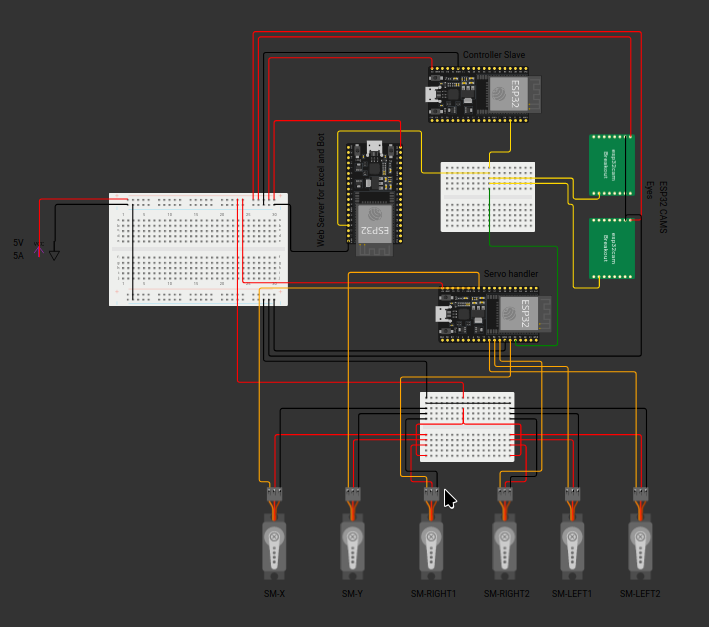 Controller Slave
ESP32
Web Server for Excel and Bot
ESP32
esp32cam
Breakout
esp32cam
Breakout
ESP32 CAMS
Eyes
5V
5A
Servo handler
ESP32
SM-X
SM-Y
SM-RIGHT1
SM-RIGHT2
SM-LEFT1
SM-LEFT2